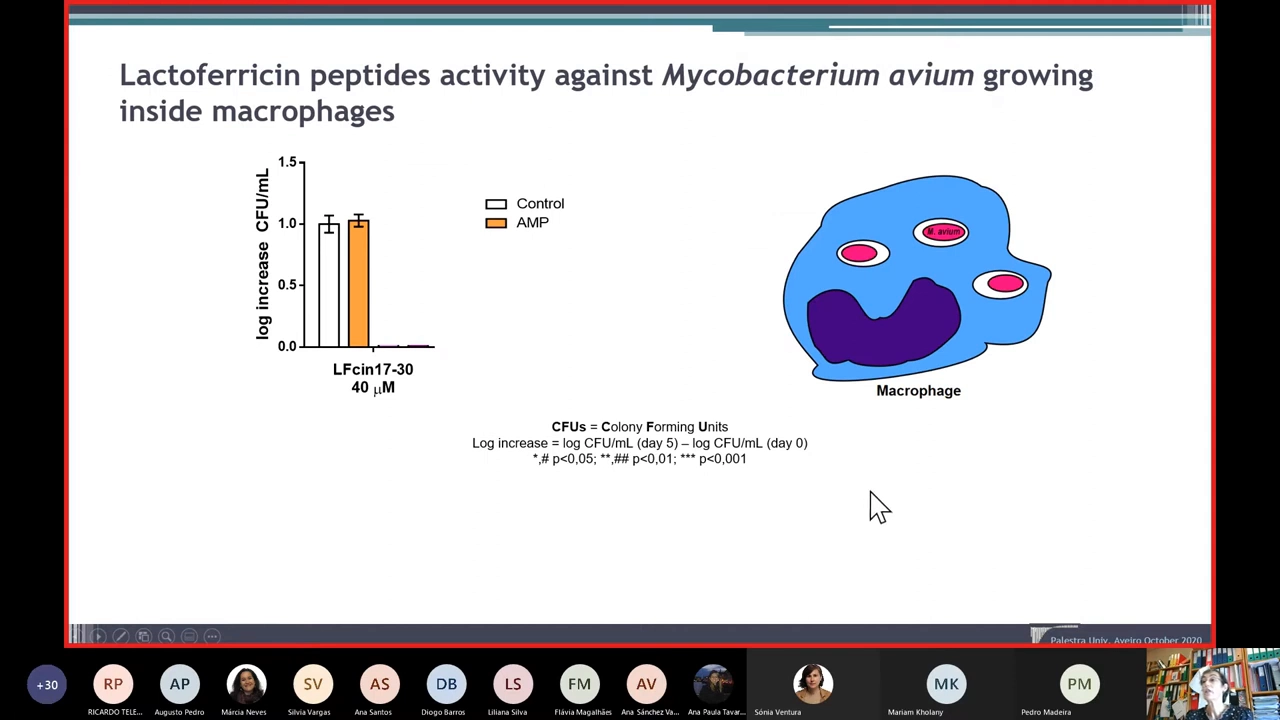 Lactoferricin peptides activity against Mycobacterium avium growing
inside macrophages
log increase CFU/mL
1.5
1.0
0.5
0.0
LFcin17-30
40 μM
Control
AMP
M. avium
Macrophage
CFUs = Colony Forming Units
Log increase = log CFU/mL (day 5) – log CFU/mL (day 0)
*,# p<0,05; **,## p<0,01; *** p<0,001
Palestra Univ. Aveiro October 2020
+30
RP
AP
SV
AS
DB
LS
FM
AV
MK
PM
RICARDO TELE...
Augusto Pedro
Márcia Neves
Silvia Vargas
Ana Santos
Diogo Barros
Liliana Silva
Flávia Magalhães
Ana Sánchez Va...
Ana Paula Tavar...
Sónia Ventura
Mariam Kholany
Pedro Madeira